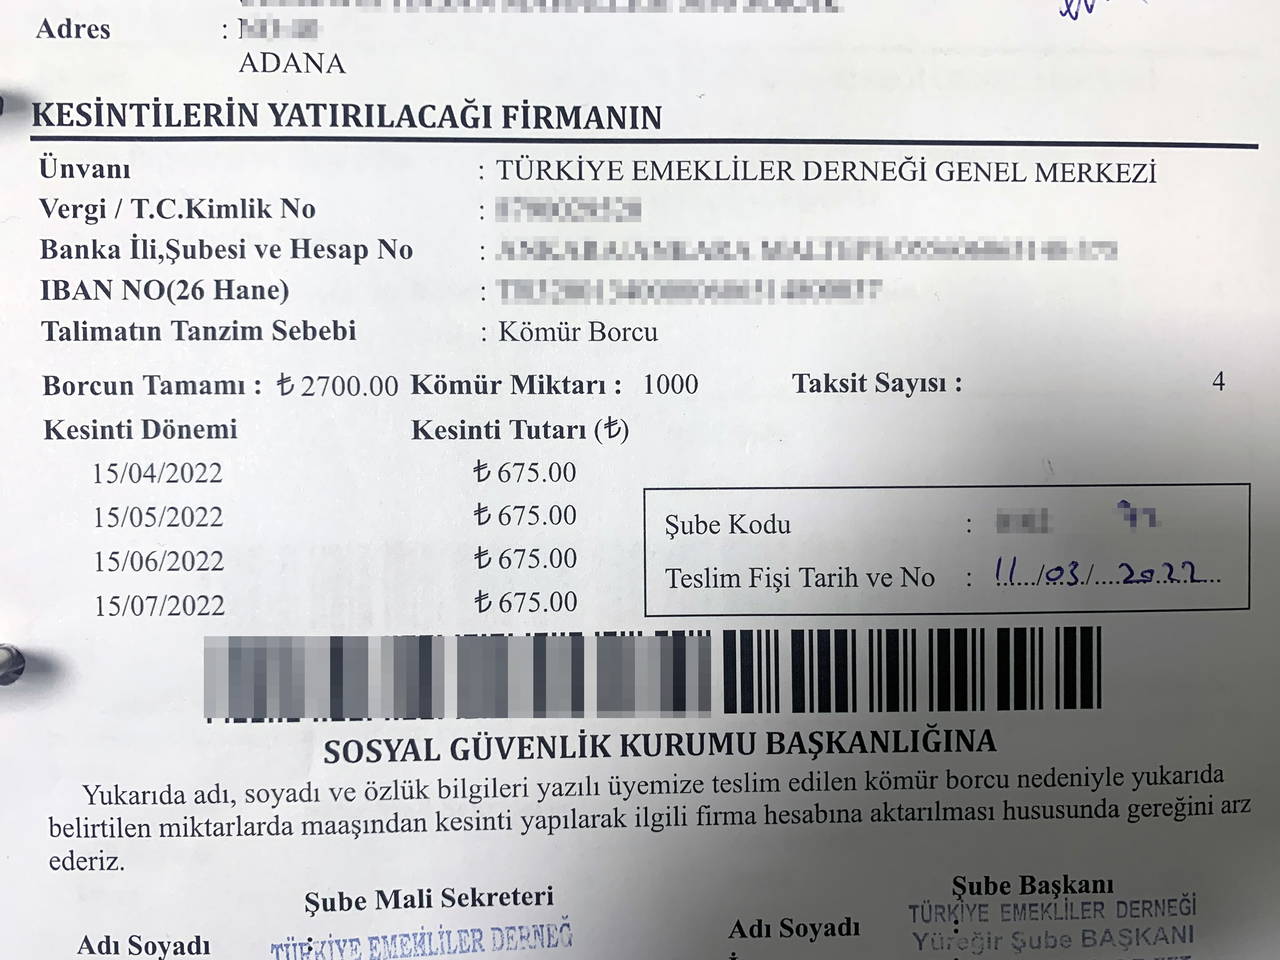 Adres :
ADANA
KESİNTİLERİN YATIRILACAĞI FİRMANIN
Ünvanı : TÜRKİYE EMEKLİLER DERNEĞİ GENEL MERKEZİ
Vergi / T.C.Kimlik No :
Banka İli,Şubesi ve Hesap No :
IBAN NO(26 Hane) :
Talimatın Tanzim Sebebi : Kömür Borcu
Borcun Tamamı : ₺ 2700.00 Kömür Miktarı : 1000 Taksit Sayısı : 4
Kesinti Dönemi Kesinti Tutarı (₺)
15/04/2022 ₺ 675.00
15/05/2022 ₺ 675.00
15/06/2022 ₺ 675.00
15/07/2022 ₺ 675.00
Şube Kodu :
Teslim Fişi Tarih ve No : 11/03/2022
SOSYAL GÜVENLİK KURUMU BAŞKANLIĞINA
Yukarıda adı, soyadı ve özlük bilgileri yazılı üyemize teslim edilen kömür borcu nedeniyle yukarıda
belirtilen miktarlarda maaşından kesinti yapılarak ilgili firma hesabına aktarılması hususunda gereğini arz
ederiz.
Şube Mali Sekreteri
Adı Soyadı :
TÜRKİYE EMEKLİLER DERNEĞ
Şube Başkanı
Adı Soyadı :
TÜRKİYE EMEKLİLER DERNEĞİ
Yüreğir Şube BAŞKANI